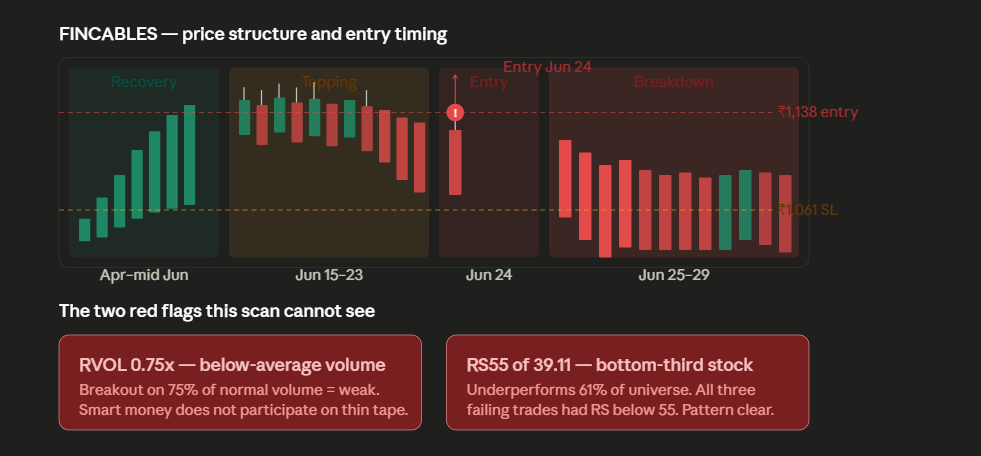 FINCABLES — price structure and entry timing
Entry Jun 24
Recovery
Topping
Entry
Breakdown
!
₹1,138 entry
₹1,061 SL
Apr–mid Jun
Jun 15–23
Jun 24
Jun 25–29
The two red flags this scan cannot see
RVOL 0.75x — below-average volume
Breakout on 75% of normal volume = weak.
Smart money does not participate on thin tape.
RS55 of 39.11 — bottom-third stock
Underperforms 61% of universe. All three
failing trades had RS below 55. Pattern clear.